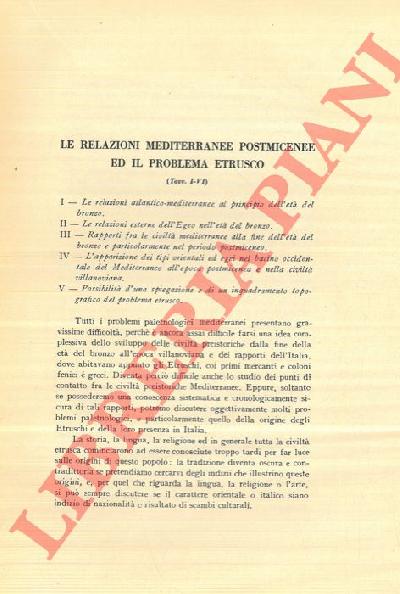 LE RELAZIONI MEDITERRANEE POSTMICENEE
ED IL PROBLEMA ETRUSCO
(Tavv. I-VI)
I — Le relazioni atlantico-mediterranee al principio dell'età del
bronzo.
II — Le relazioni esterne dell'Egeo nell'età del bronzo.
III — Rapporti fra le civiltà mediterranee alla fine dell'età del
bronzo e particolarmente nel periodo postmiceneo.
IV — L'apparizione dei tipi orientali ed egei nel bacino occiden-
tale del Mediterraneo all'epoca postmicenea e nella civiltà
villanoviana.
V — Possibilità d'una spiegazione e di un inquadramento topo-
grafico del problema etrusco.
Tutti i problemi paletnologici mediterranei presentano gra-
vissime difficoltà, perchè è ancora assai difficile farsi una idea com-
plessiva dello sviluppo delle civiltà preistoriche dalla fine della
età del bronzo all'epoca villanoviana e dei rapporti dell'Italia,
dove abitavano appunto gli Etruschi, coi primi mercanti e coloni
fenici e greci. Diventa perciò difficile anche lo studio dei punti di
contatto fra le civiltà preistoriche Mediterranee. Eppure, soltanto
se possederemo una conoscenza sistematica e cronologicamente si-
cura di tali rapporti, potremo discutere oggettivamente molti pro-
blemi paletnologici, e particolarmente quello della origine degli
Etruschi e della loro presenza in Italia.
La storia, la lingua, la religione ed in generale tutta la civiltà
etrusca cominciano ad essere conosciute troppo tardi per far luce
sulle origini di questo popolo: la tradizione diventa oscura e con-
tradittoria se pretendiamo cercarvi degli indizi che illustrino queste
origini, e, per quel che riguarda la lingua, la religione o l'arte,
si può sempre discutere se il carattere orientale o italico siano
indizio di nazionalità o risaltato di scambi culturali.
LIBRERIA PIANI